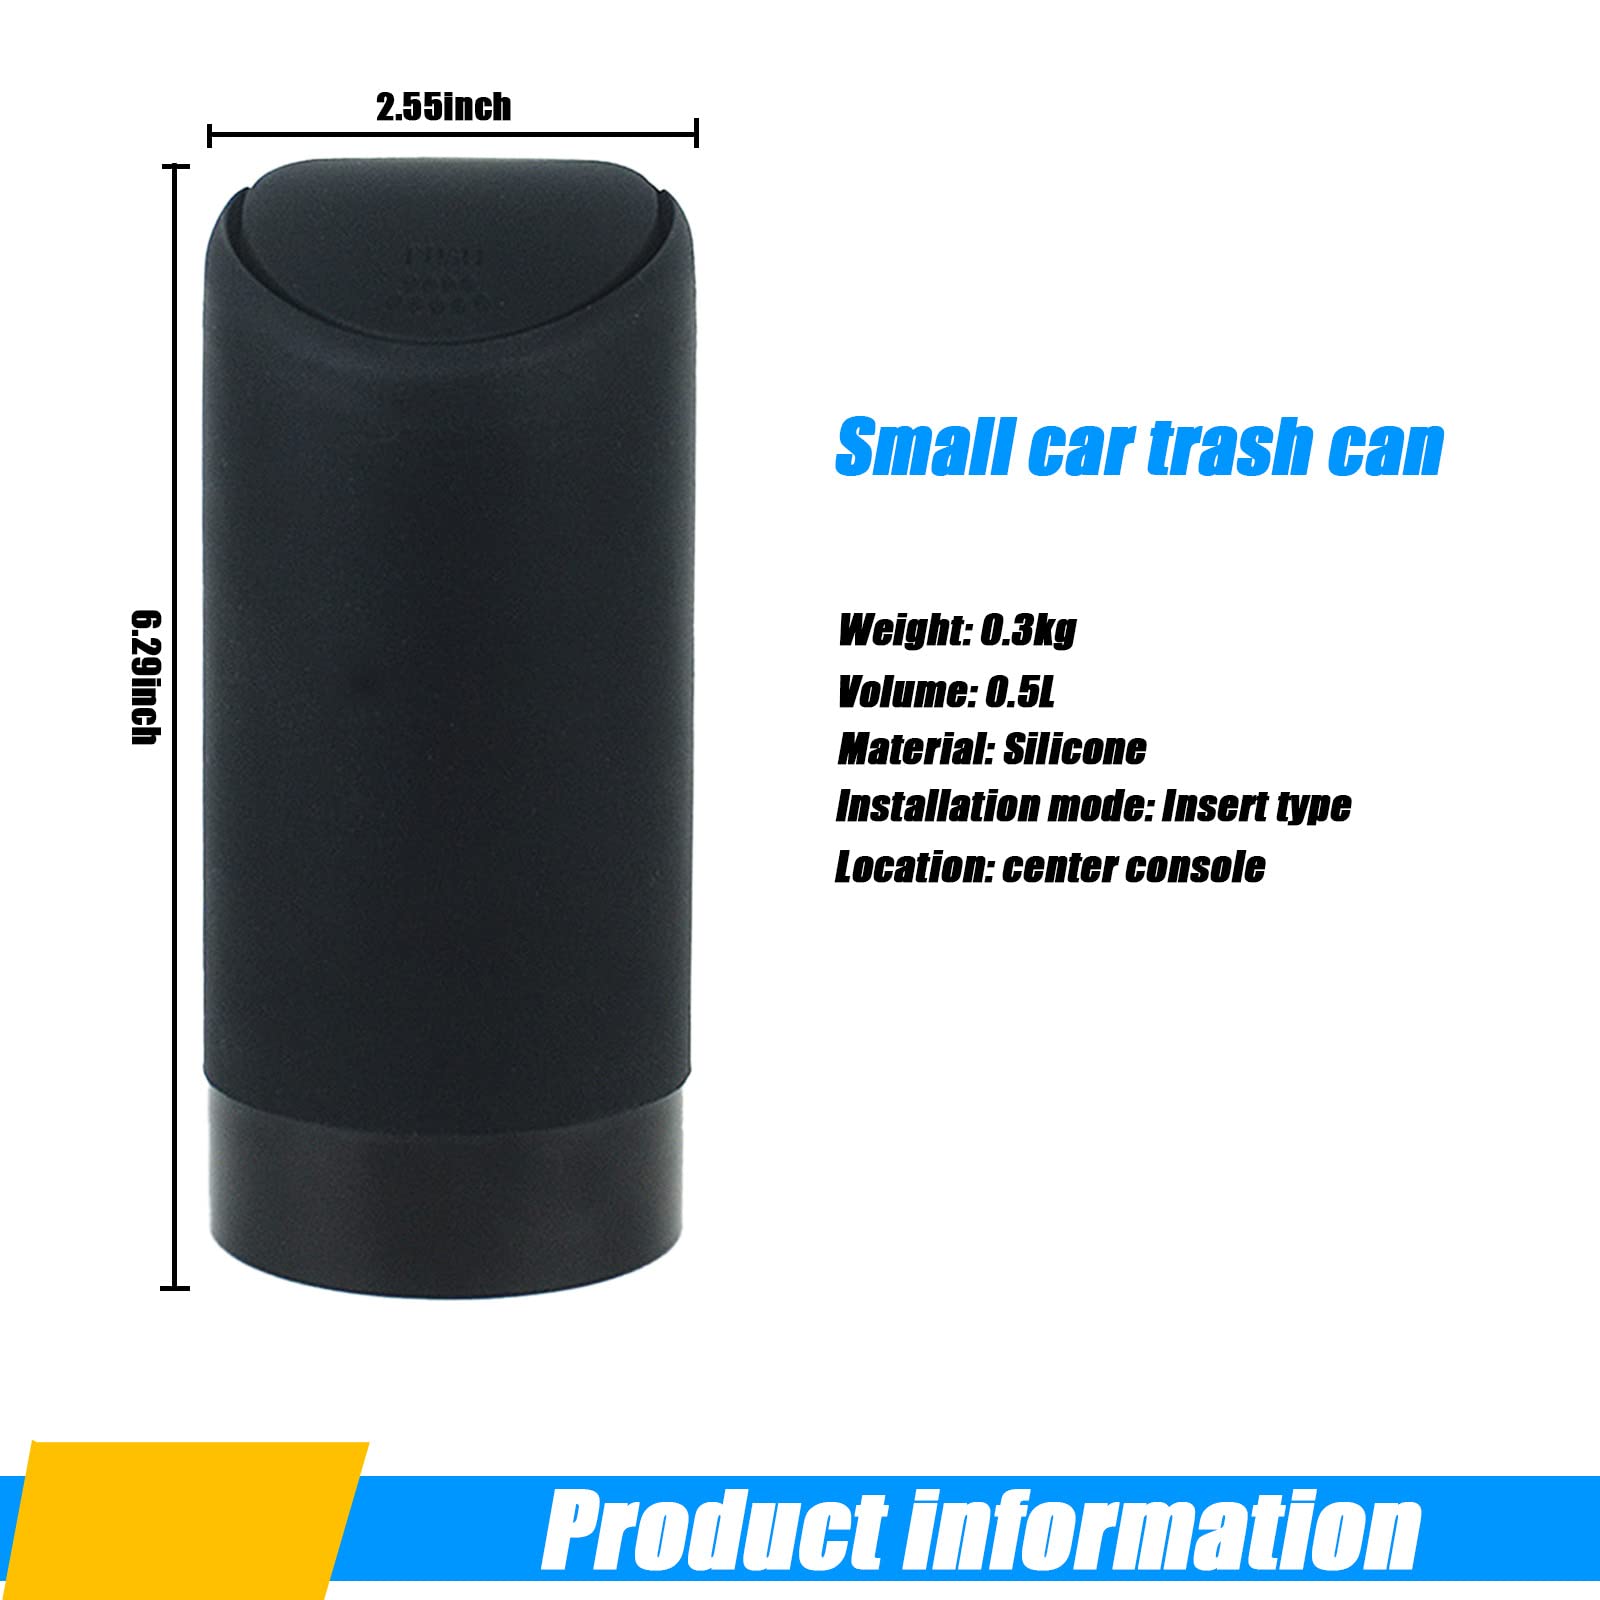 2.55inch
6.29inch
PUSH
Small car trash can
Weight: 0.3kg
Volume: 0.5L
Material: Silicone
Installation mode: Insert type
Location: center console
Product information